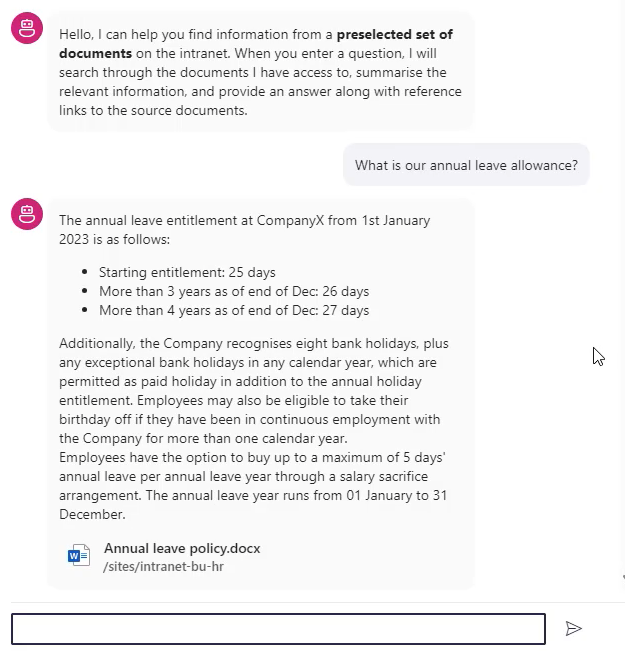 Hello, I can help you find information from a preselected set of
documents on the intranet. When you enter a question, I will
search through the documents I have access to, summarise the
relevant information, and provide an answer along with reference
links to the source documents.
What is our annual leave allowance?
The annual leave entitlement at CompanyX from 1st January
2023 is as follows:
• Starting entitlement: 25 days
• More than 3 years as of end of Dec: 26 days
• More than 4 years as of end of Dec: 27 days
Additionally, the Company recognises eight bank holidays, plus
any exceptional bank holidays in any calendar year, which are
permitted as paid holiday in addition to the annual holiday
entitlement. Employees may also be eligible to take their
birthday off if they have been in continuous employment with
the Company for more than one calendar year.
Employees have the option to buy up to a maximum of 5 days'
annual leave per annual leave year through a salary sacrifice
arrangement. The annual leave year runs from 01 January to 31
December.
W
Annual leave policy.docx
/sites/intranet-bu-hr